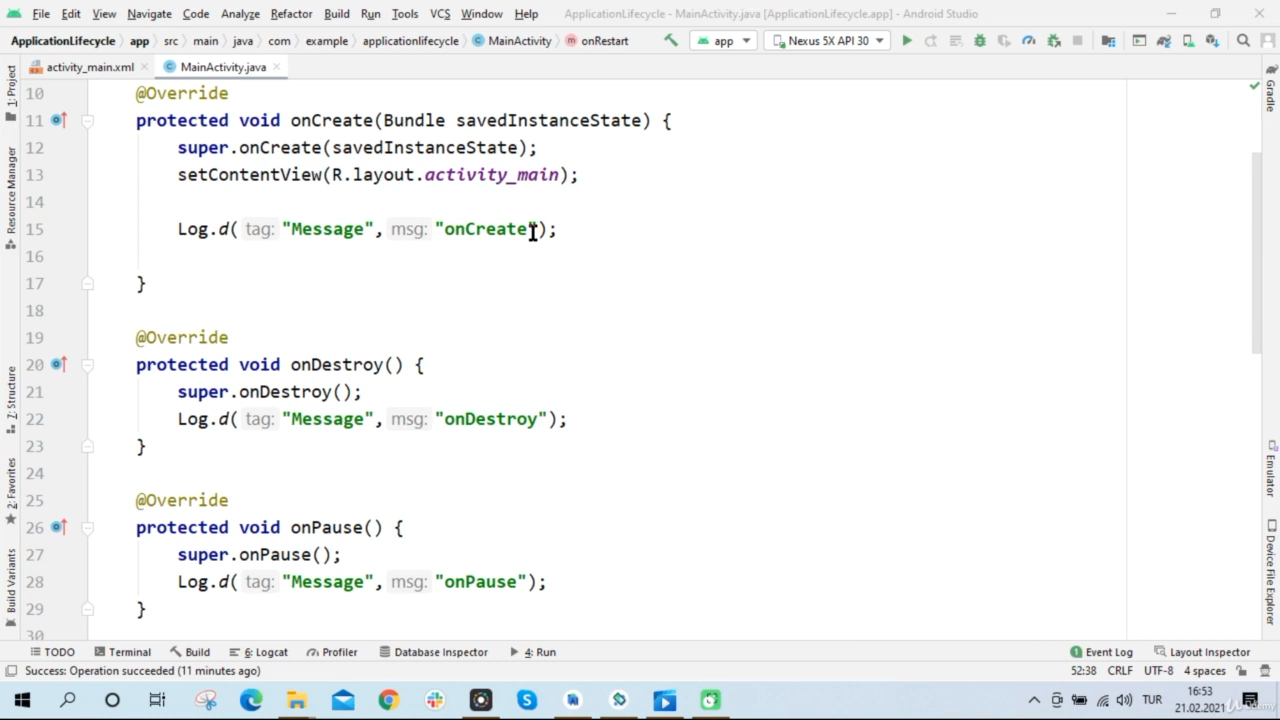 File Edit View Navigate Code Analyze Refactor Build Run Tools VCS Window Help ApplicationLifecycle - MainActivity.java [ApplicationLifecycle.app] - Android Studio
ApplicationLifecycle app src main java com example applicationlifecycle MainActivity onRestart app Nexus 5X API 30
activity_main.xml MainActivity.java
1: Project
Resource Manager
Z: Structure
2: Favorites
Build Variants
10 @Override
11 protected void onCreate(Bundle savedInstanceState) {
12 super.onCreate(savedInstanceState);
13 setContentView(R.layout.activity_main);
14
15 Log.d( tag: "Message", msg: "onCreate");
16
17 }
18
19 @Override
20 protected void onDestroy() {
21 super.onDestroy();
22 Log.d( tag: "Message", msg: "onDestroy");
23 }
24
25 @Override
26 protected void onPause() {
27 super.onPause();
28 Log.d( tag: "Message", msg: "onPause");
29 }
30
Gradle
Emulator
Device File Explorer
TODO Terminal Build 6: Logcat Profiler Database Inspector 4: Run 1 Event Log Layout Inspector
Success: Operation succeeded (11 minutes ago) 52:38 CRLF UTF-8 4 spaces
TUR 16:53
21.02.2021
Udemy